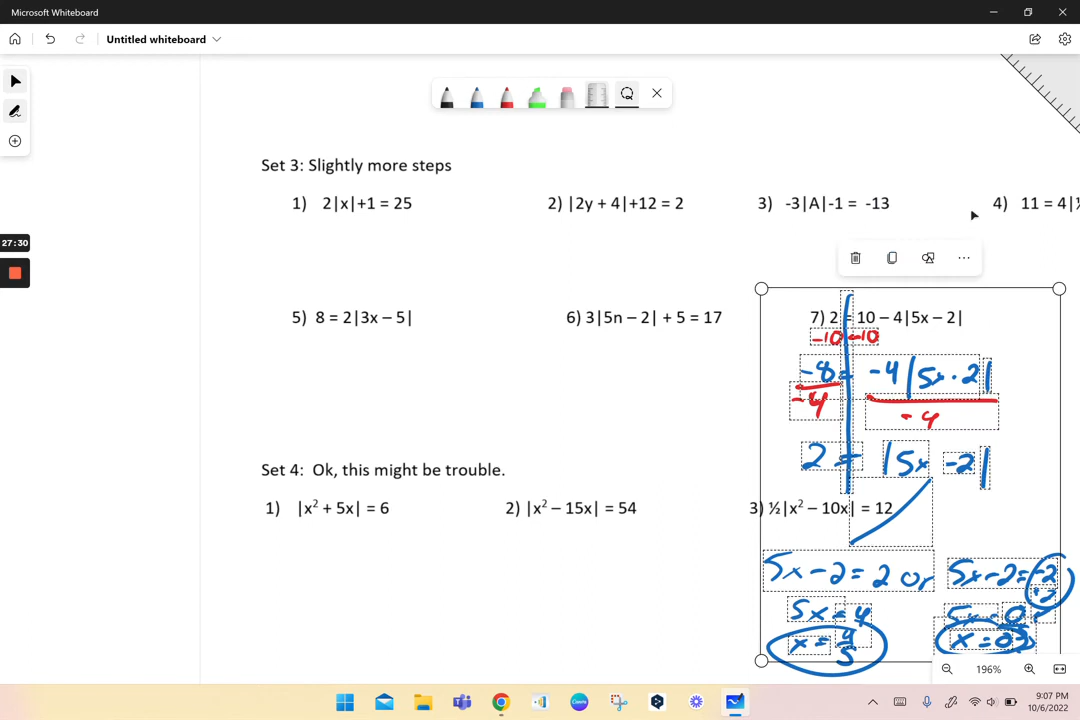 Microsoft Whiteboard
Untitled whiteboard
Set 3: Slightly more steps
1) 2|x|+1 = 25
2) |2y + 4|+12 = 2
3) -3|A|-1 = -13
4) 11 = 4|½
27:30
5) 8 = 2|3x – 5|
6) 3|5n – 2| + 5 = 17
7) 2 = 10 – 4|5x – 2|
-10 -10
-8 = -4|5x - 2|
-4 -4
2 = |5x -2|
Set 4: Ok, this might be trouble.
1) |x² + 5x| = 6
2) |x² – 15x| = 54
3) ½|x² – 10x| = 12
5x-2=2 or 5x-2=-2
+2
5x=4 5x=0
x=4/5 x=0
196%
9:07 PM
10/6/2022